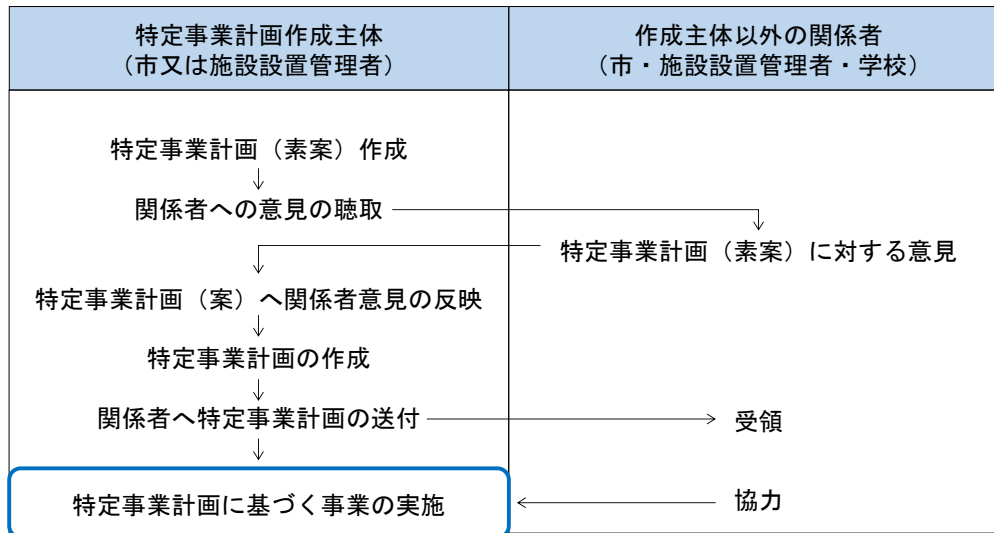 特定事業計画作成主体
（市又は施設設置管理者）
作成主体以外の関係者
（市・施設設置管理者・学校）
特定事業計画（素案）作成
関係者への意見の聴取
特定事業計画（素案）に対する意見
特定事業計画（案）へ関係者意見の反映
特定事業計画の作成
関係者へ特定事業計画の送付
受領
特定事業計画に基づく事業の実施
協力